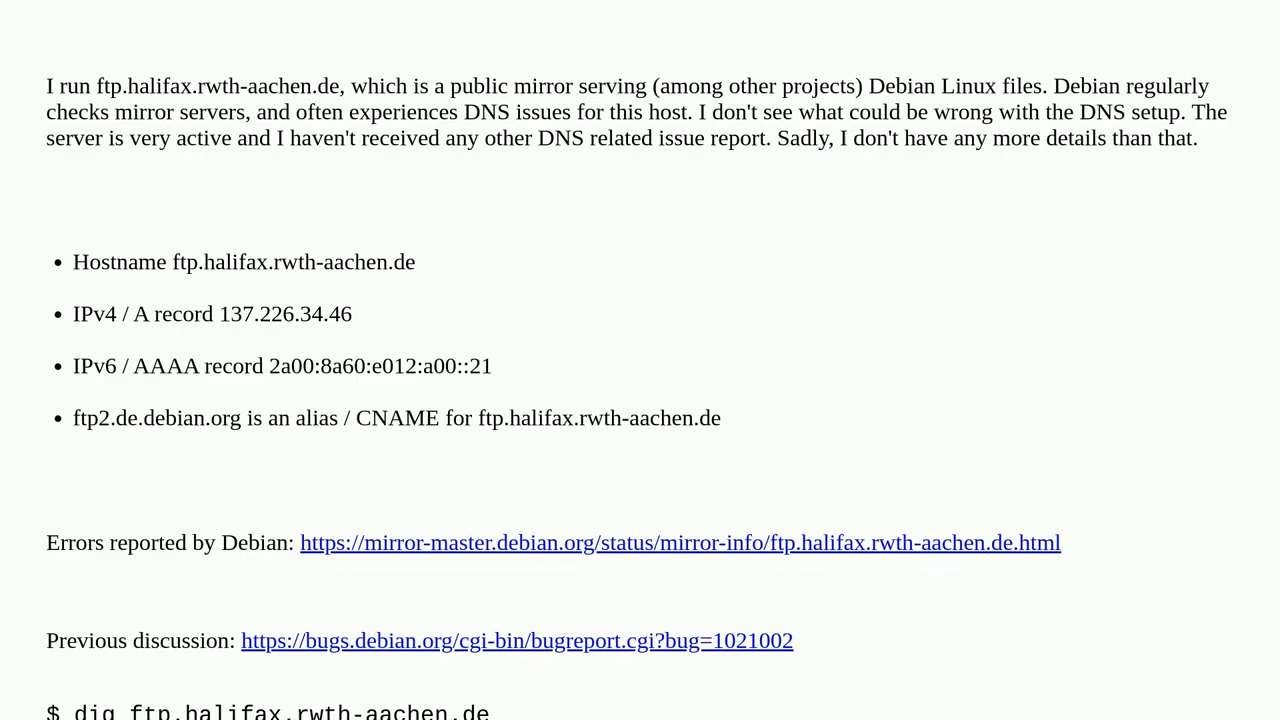 I run ftp.halifax.rwth-aachen.de, which is a public mirror serving (among other projects) Debian Linux files. Debian regularly
checks mirror servers, and often experiences DNS issues for this host. I don't see what could be wrong with the DNS setup. The
server is very active and I haven't received any other DNS related issue report. Sadly, I don't have any more details than that.
• Hostname ftp.halifax.rwth-aachen.de
• IPv4 / A record 137.226.34.46
• IPv6 / AAAA record 2a00:8a60:e012:a00::21
• ftp2.de.debian.org is an alias / CNAME for ftp.halifax.rwth-aachen.de
Errors reported by Debian: https://mirror-master.debian.org/status/mirror-info/ftp.halifax.rwth-aachen.de.html
Previous discussion: https://bugs.debian.org/cgi-bin/bugreport.cgi?bug=1021002
$ dig ftp.halifax.rwth-aachen.de